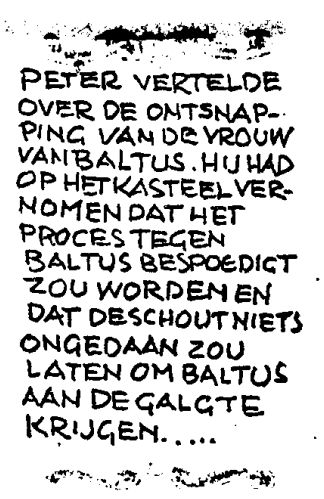 PETER VERTELDE
OVER DE ONTSNAP-
PING VAN DE VROUW
VAN BALTUS. HIJ HAD
OP HET KASTEEL VER-
NOMEN DAT HET
PROCES TEGEN
BALTUS BESPOEDIGT
ZOU WORDEN EN
DAT DE SCHOUT NIETS
ONGEDAAN ZOU
LATEN OM BALTUS
AAN DE GALG TE
KRIJGEN.....